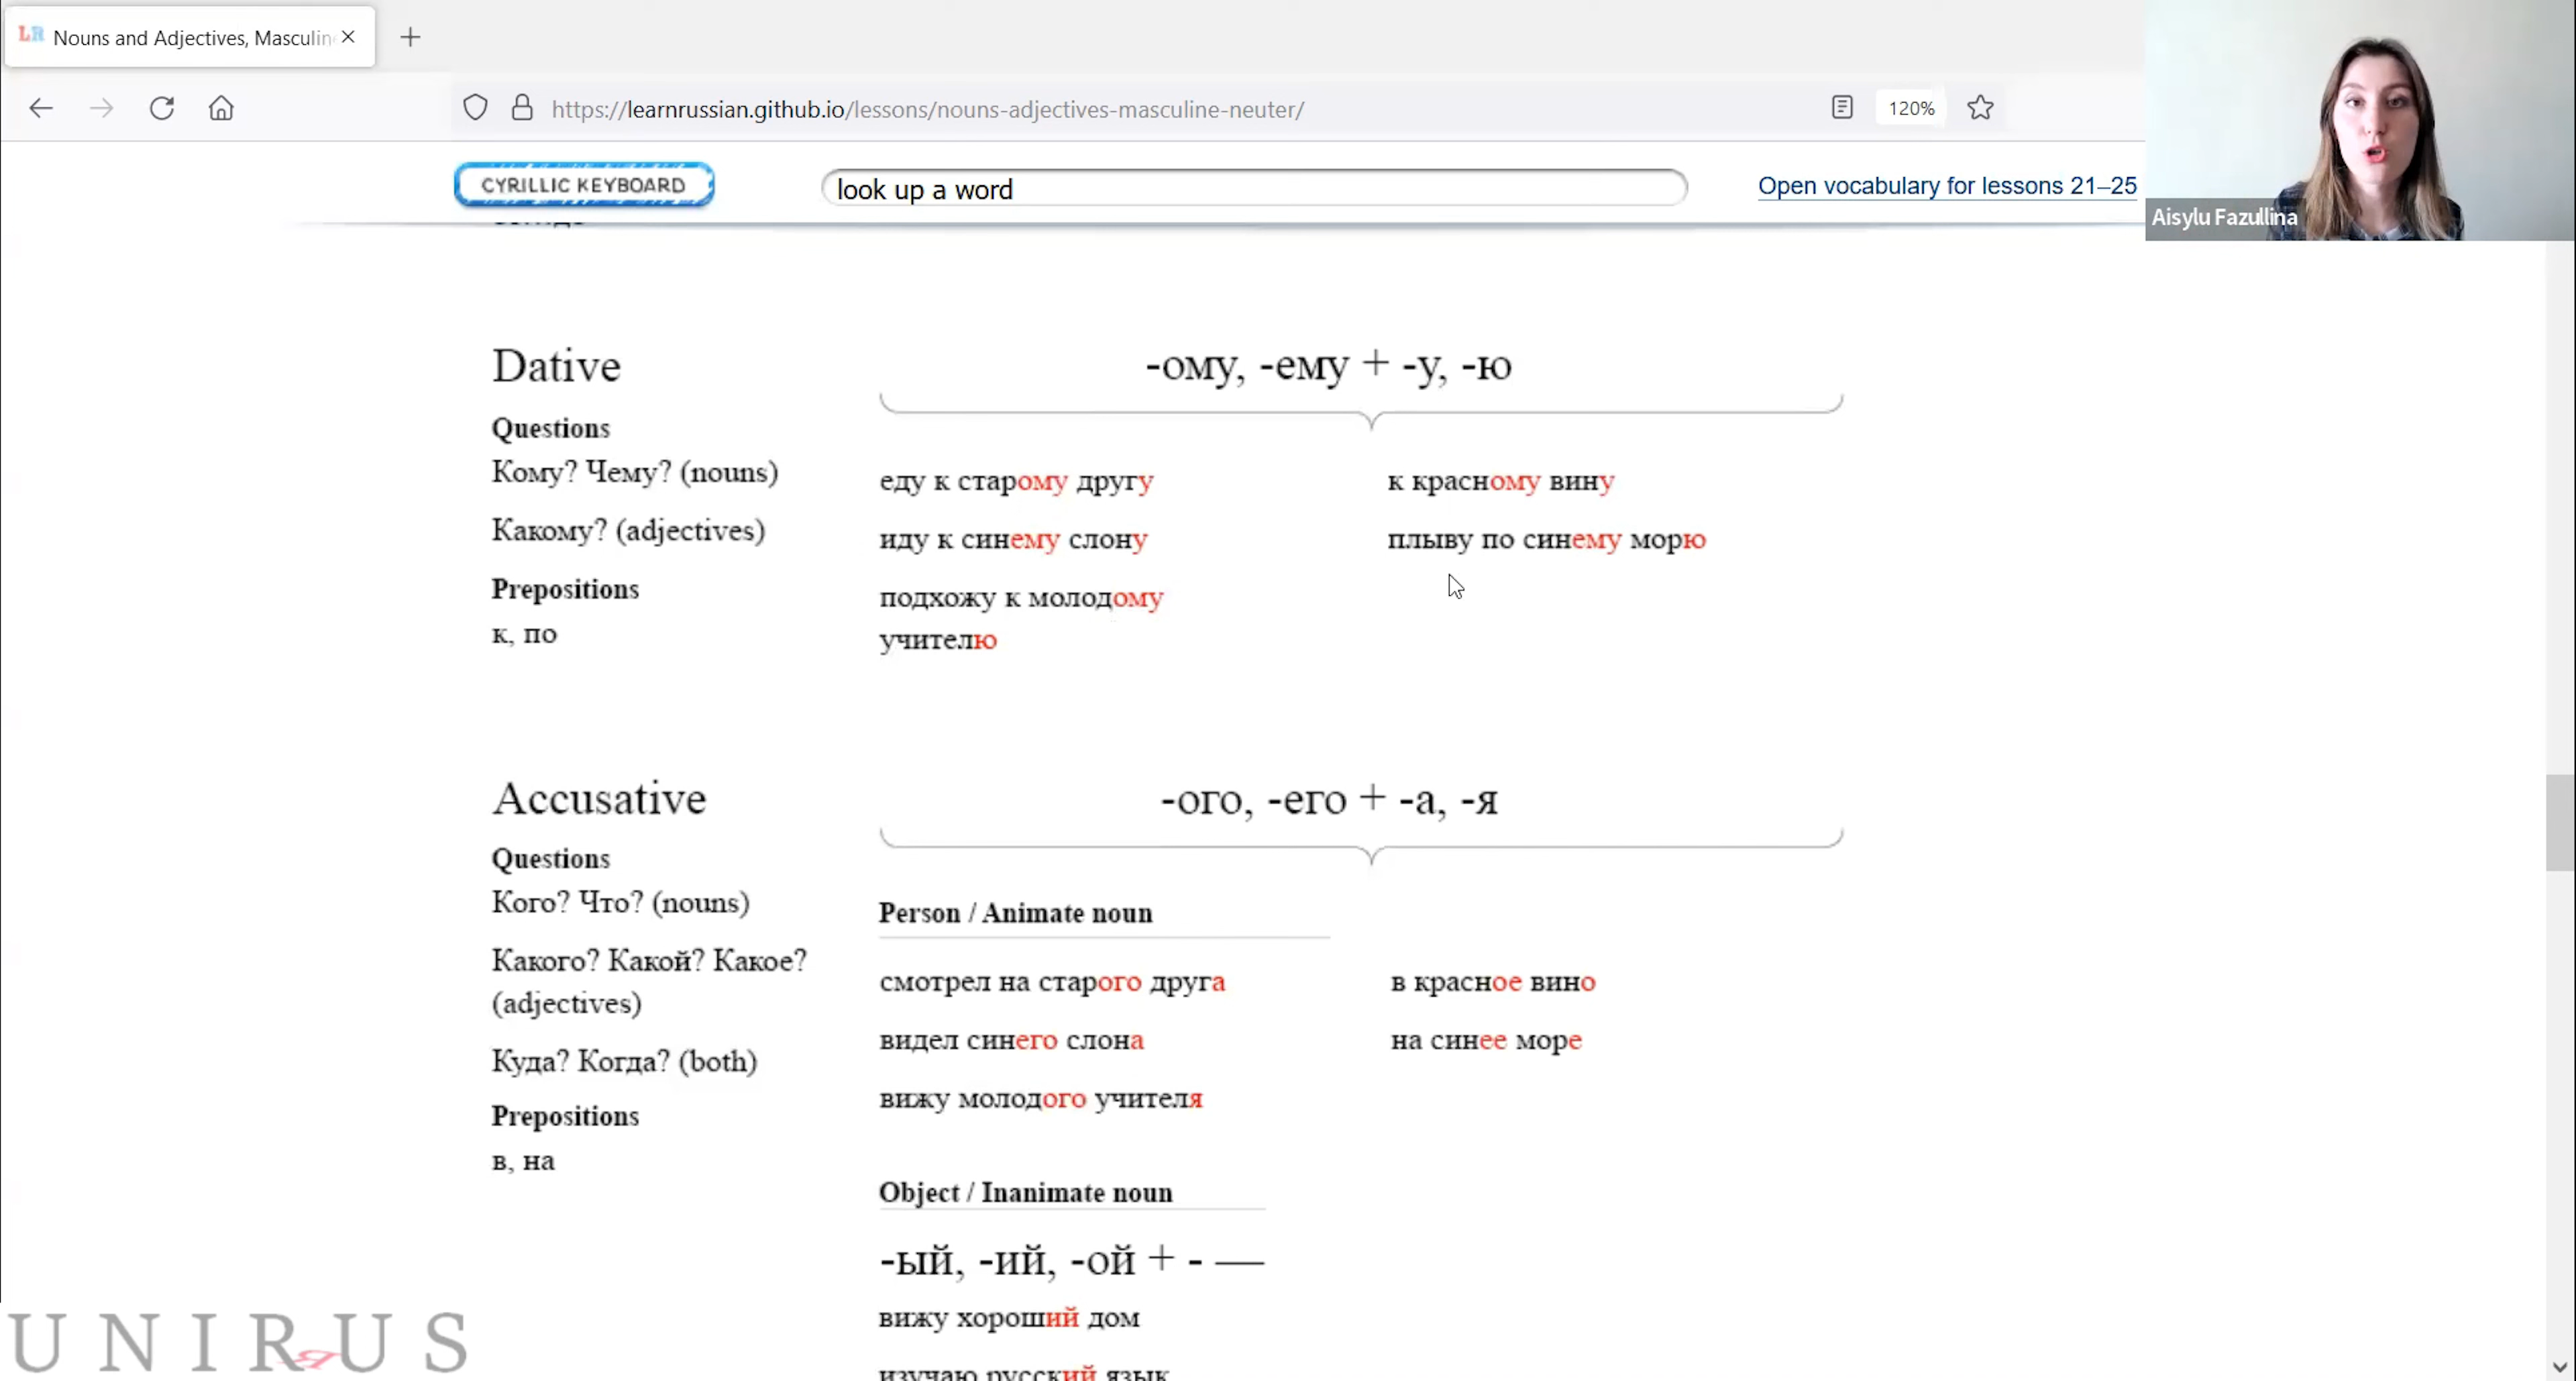 LR Nouns and Adjectives, Masculin
https://learnrussian.github.io/lessons/nouns-adjectives-masculine-neuter/
120%
CYRILLIC KEYBOARD
look up a word
Open vocabulary for lessons 21–25
Aisylu Fazullina
Dative
-ому, -ему + -у, -ю
Questions
Кому? Чему? (nouns)
Какому? (adjectives)
Prepositions
к, по
еду к старому другу
иду к синему слону
подхожу к молодому
учителю
к красному вину
плыву по синему морю
Accusative
-ого, -его + -а, -я
Questions
Кого? Что? (nouns)
Какого? Какой? Какое?
(adjectives)
Куда? Когда? (both)
Prepositions
в, на
Person / Animate noun
смотрел на старого друга
видел синего слона
вижу молодого учителя
в красное вино
на синее море
Object / Inanimate noun
-ый, -ий, -ой + - —
вижу хороший дом
изучаю русский язык
UNIRUS